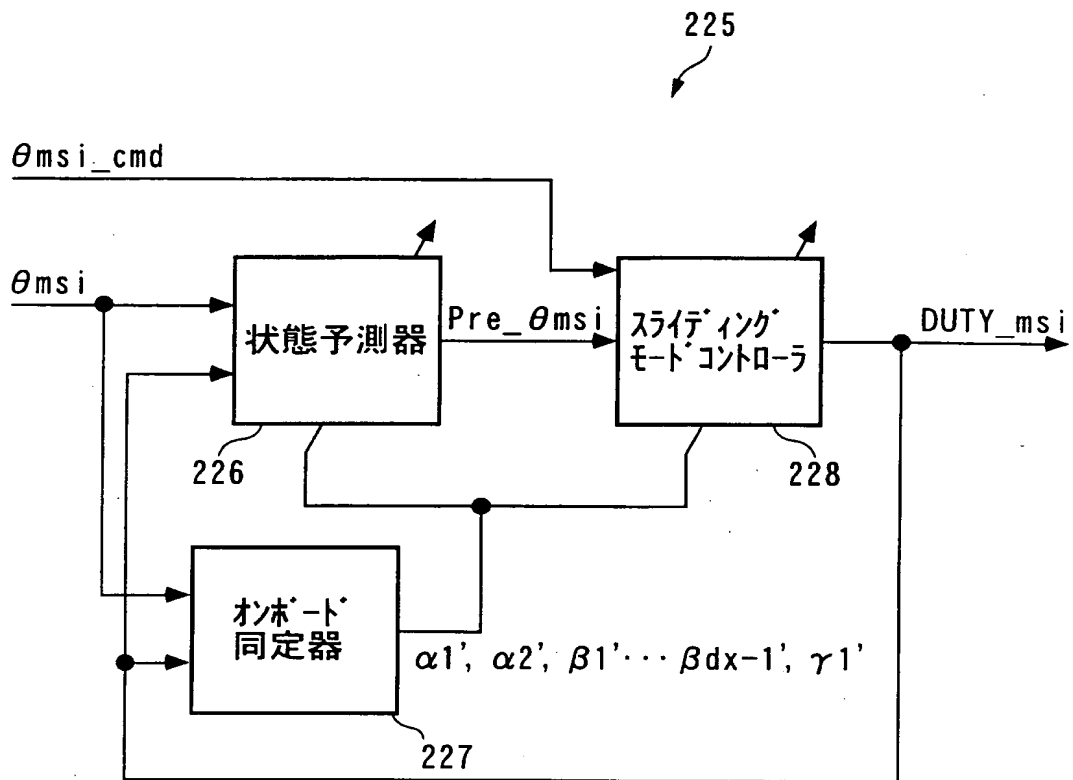 225
θmsi_cmd
θmsi
状態予測器
Pre_θmsi
ｽﾗｲﾃﾞｨﾝｸﾞ
ﾓｰﾄﾞｺﾝﾄﾛｰﾗ
DUTY_msi
226
228
ｵﾝﾎﾞｰﾄﾞ
同定器
α1', α2', β1'··· βdx-1', γ1'
227